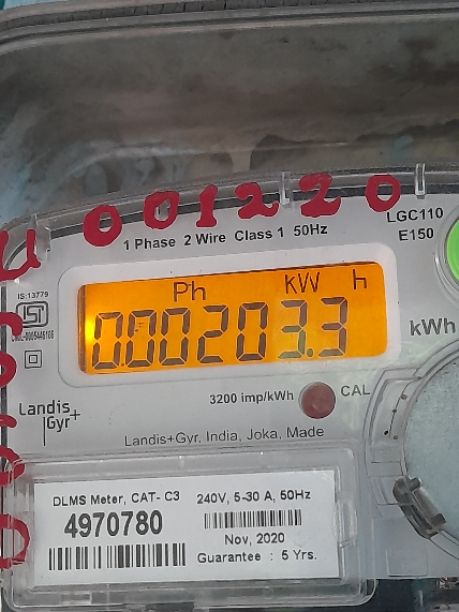 U 001220
LGC110
E150
1 Phase 2 Wire Class 1 50Hz
IS:13779
ISI
Ph kW h
000203.3
kWh
3200 imp/kWh CAL
Landis+
Gyr
Landis+Gyr, India, Joka, Made
DLMS Meter, CAT- C3
4970780
240V, 5-30 A, 50Hz
Nov, 2020
Guarantee : 5 Yrs.